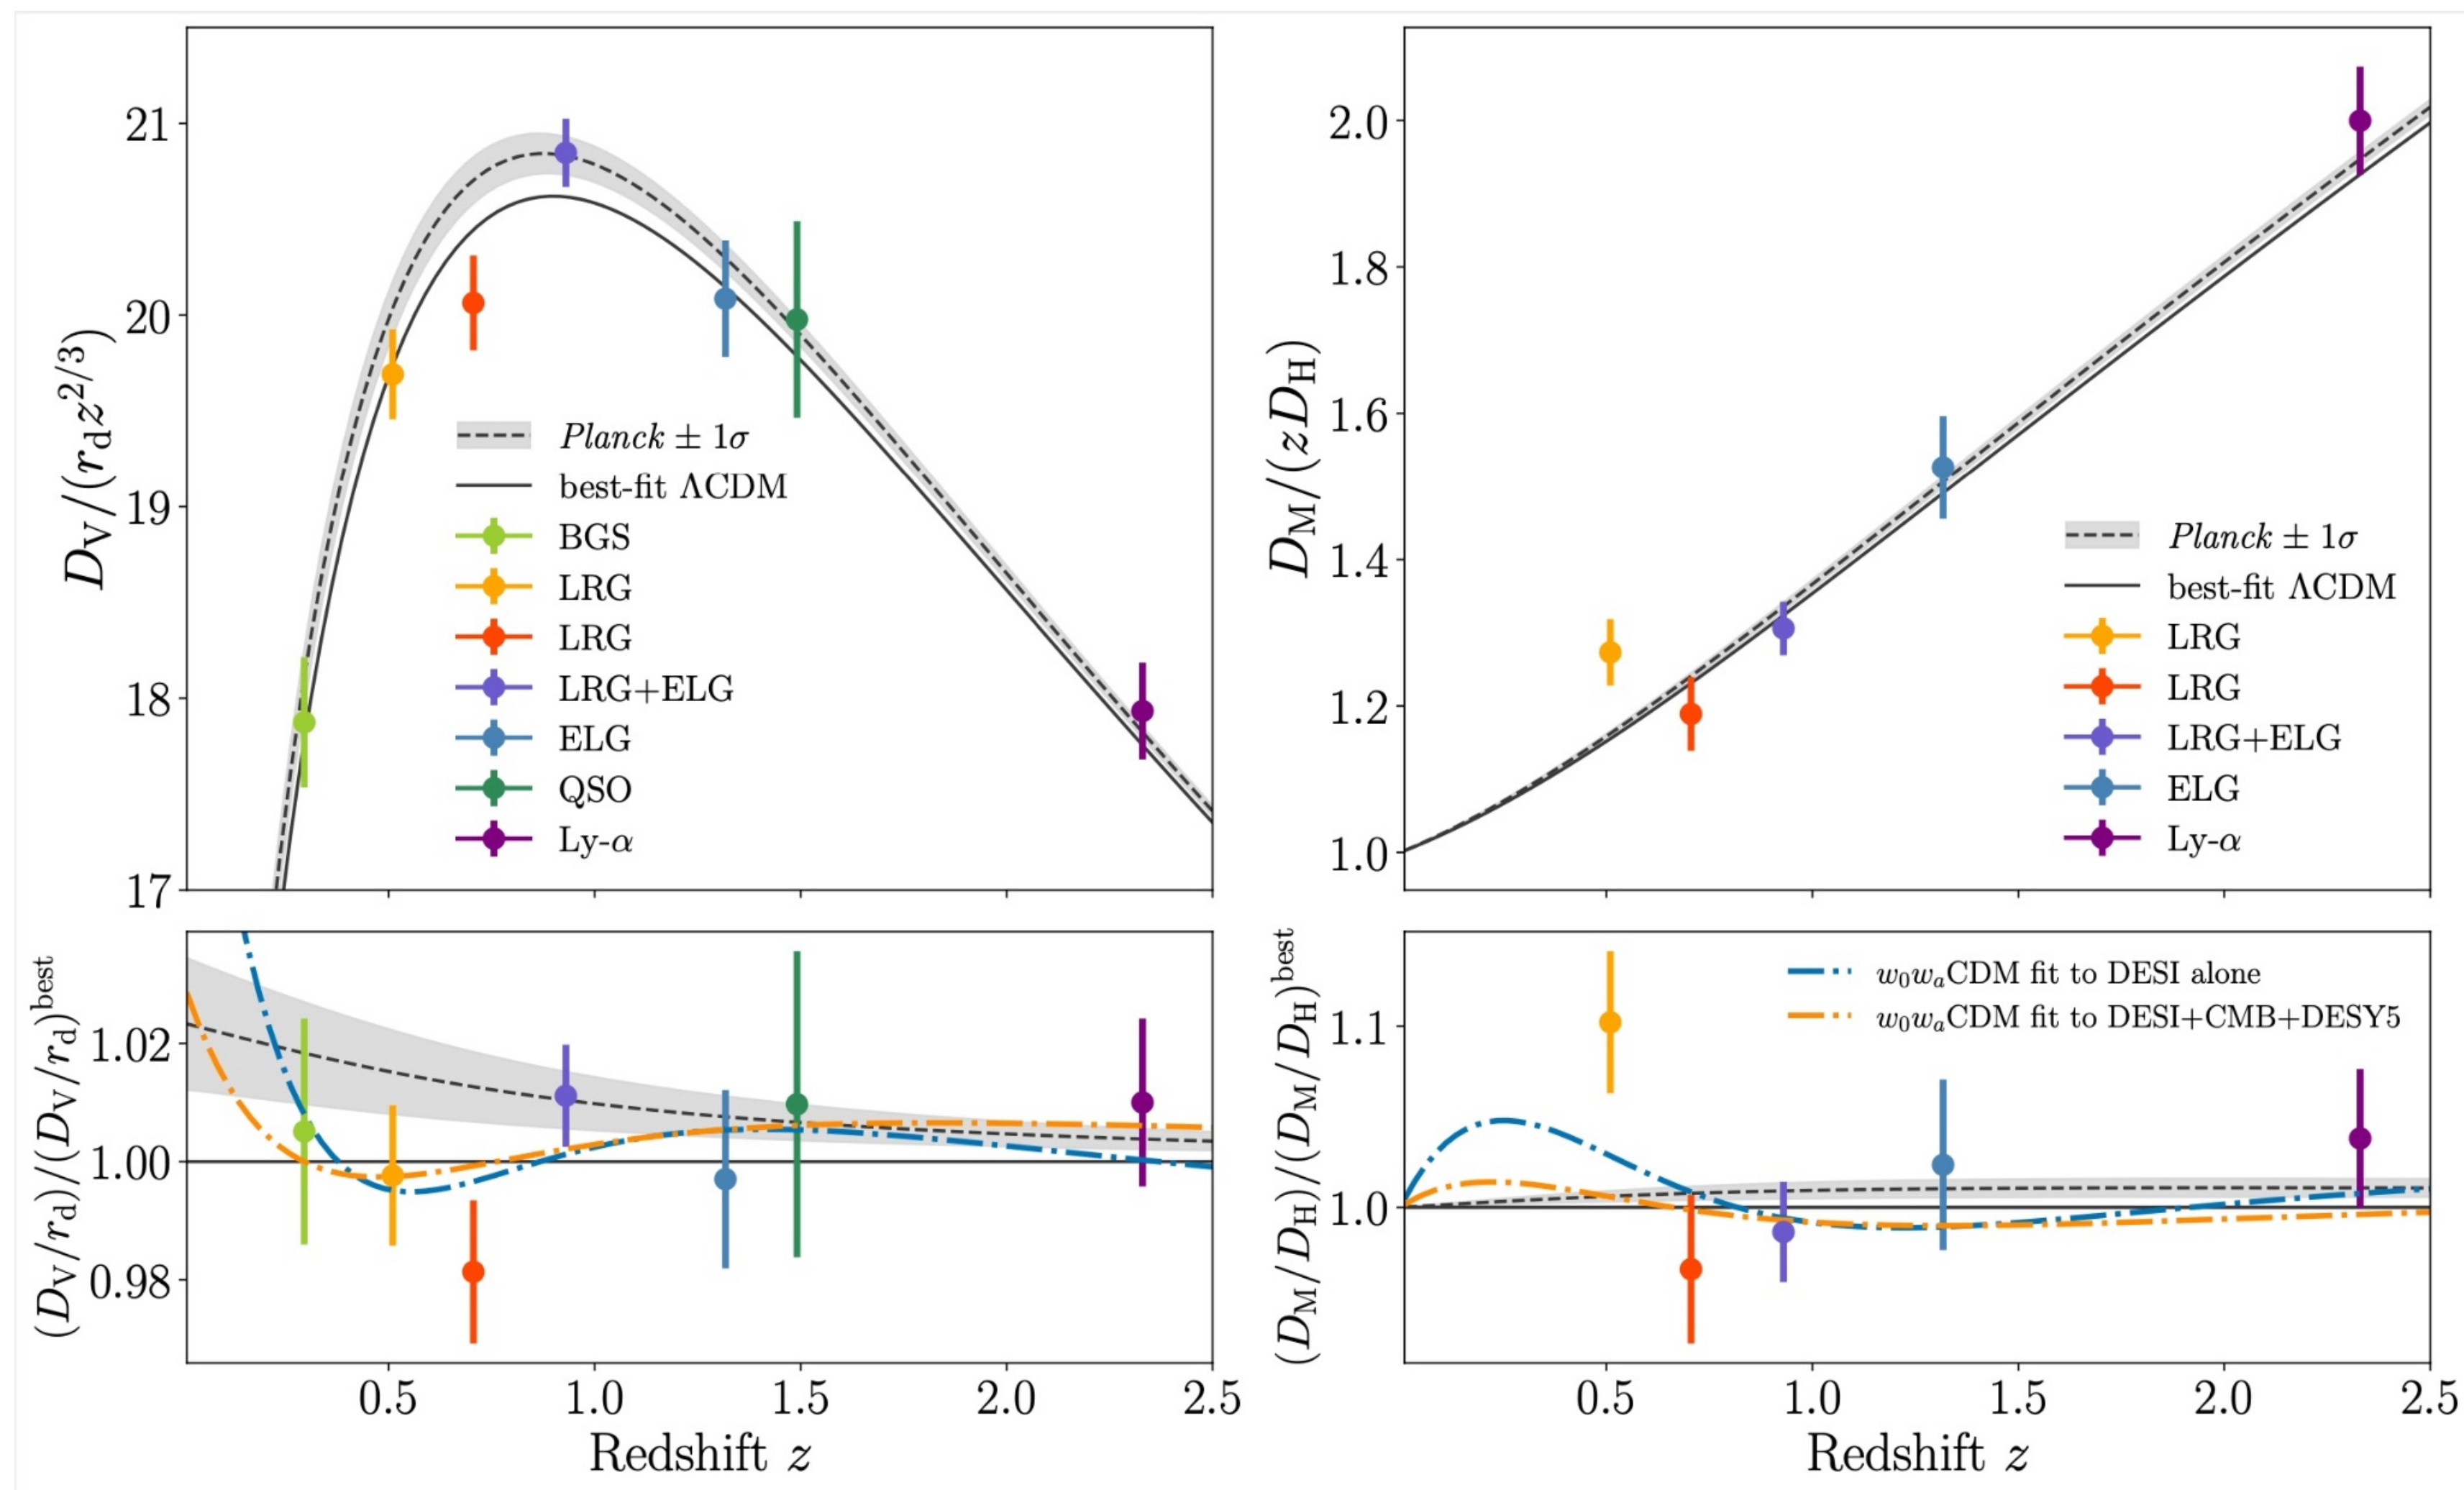 D_V/(r_d z^{2/3})
21
20
19
18
17
Planck ± 1σ
best-fit ΛCDM
BGS
LRG
LRG
LRG+ELG
ELG
QSO
Ly-α
D_M/(zD_H)
2.0
1.8
1.6
1.4
1.2
1.0
Planck ± 1σ
best-fit ΛCDM
LRG
LRG
LRG+ELG
ELG
Ly-α
(D_V/r_d)/(D_V/r_d)^{best}
1.02
1.00
0.98
0.5 1.0 1.5 2.0 2.5
Redshift z
(D_M/D_H)/(D_M/D_H)^{best}
1.1
1.0
w_0w_aCDM fit to DESI alone
w_0w_aCDM fit to DESI+CMB+DESY5
0.5 1.0 1.5 2.0 2.5
Redshift z